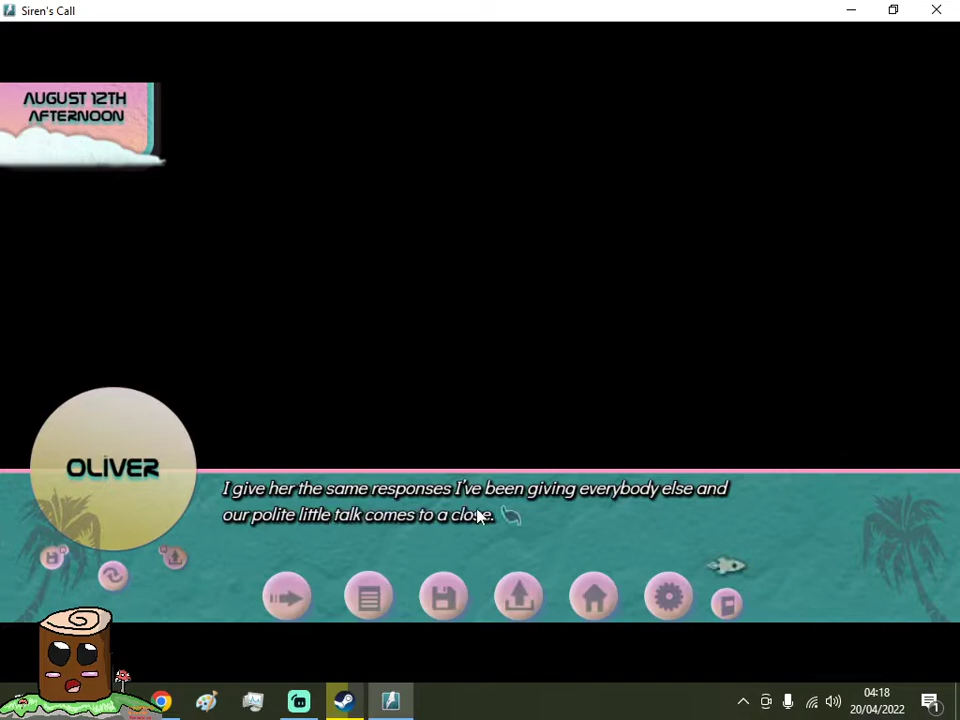 Siren's Call
AUGUST 12TH
AFTERNOON
OLIVER
I give her the same responses I've been giving everybody else and
our polite little talk comes to a close.
Q
Q
04:18
20/04/2022
1